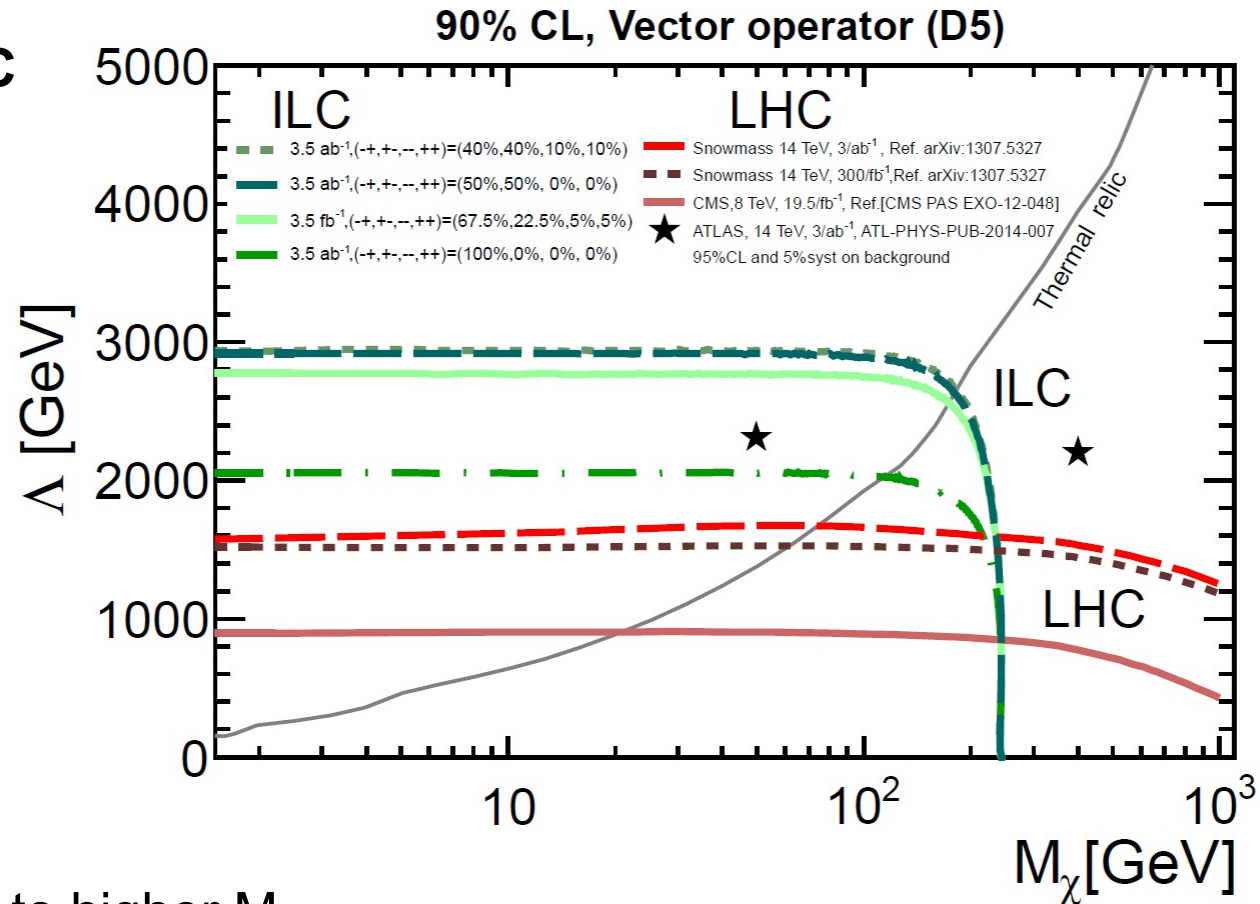 90% CL, Vector operator (D5)
c
5000
4000
3000
2000
1000
0
Λ [GeV]
ILC
3.5 ab⁻¹,(-+,+-,--,++)=(40%,40%,10%,10%)
3.5 ab⁻¹,(-+,+-,--,++)=(50%,50%, 0%, 0%)
3.5 fb⁻¹,(-+,+-,--,++)=(67.5%,22.5%,5%,5%)
3.5 ab⁻¹,(-+,+-,--,++)=(100%,0%, 0%, 0%)
LHC
Snowmass 14 TeV, 3/ab⁻¹ , Ref. arXiv:1307.5327
Snowmass 14 TeV, 300/fb⁻¹,Ref. arXiv:1307.5327
CMS,8 TeV, 19.5/fb⁻¹, Ref.[CMS PAS EXO-12-048]
ATLAS, 14 TeV, 3/ab⁻¹, ATL-PHYS-PUB-2014-007
95%CL and 5%syst on background
Thermal relic
ILC
LHC
10
10²
10³
Mχ[GeV]
to higher M